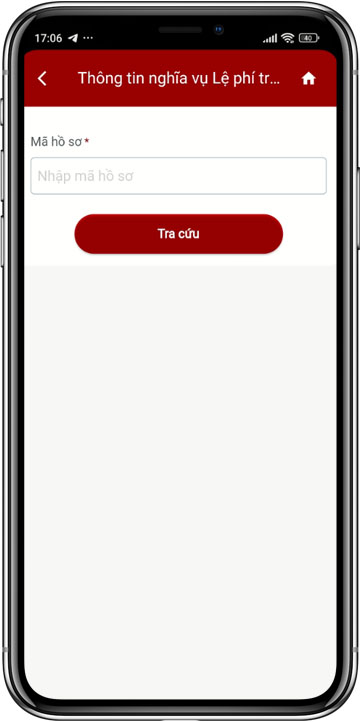 17:06
40
Thông tin nghĩa vụ Lệ phí tr...
Mã hồ sơ *
Nhập mã hồ sơ
Tra cứu